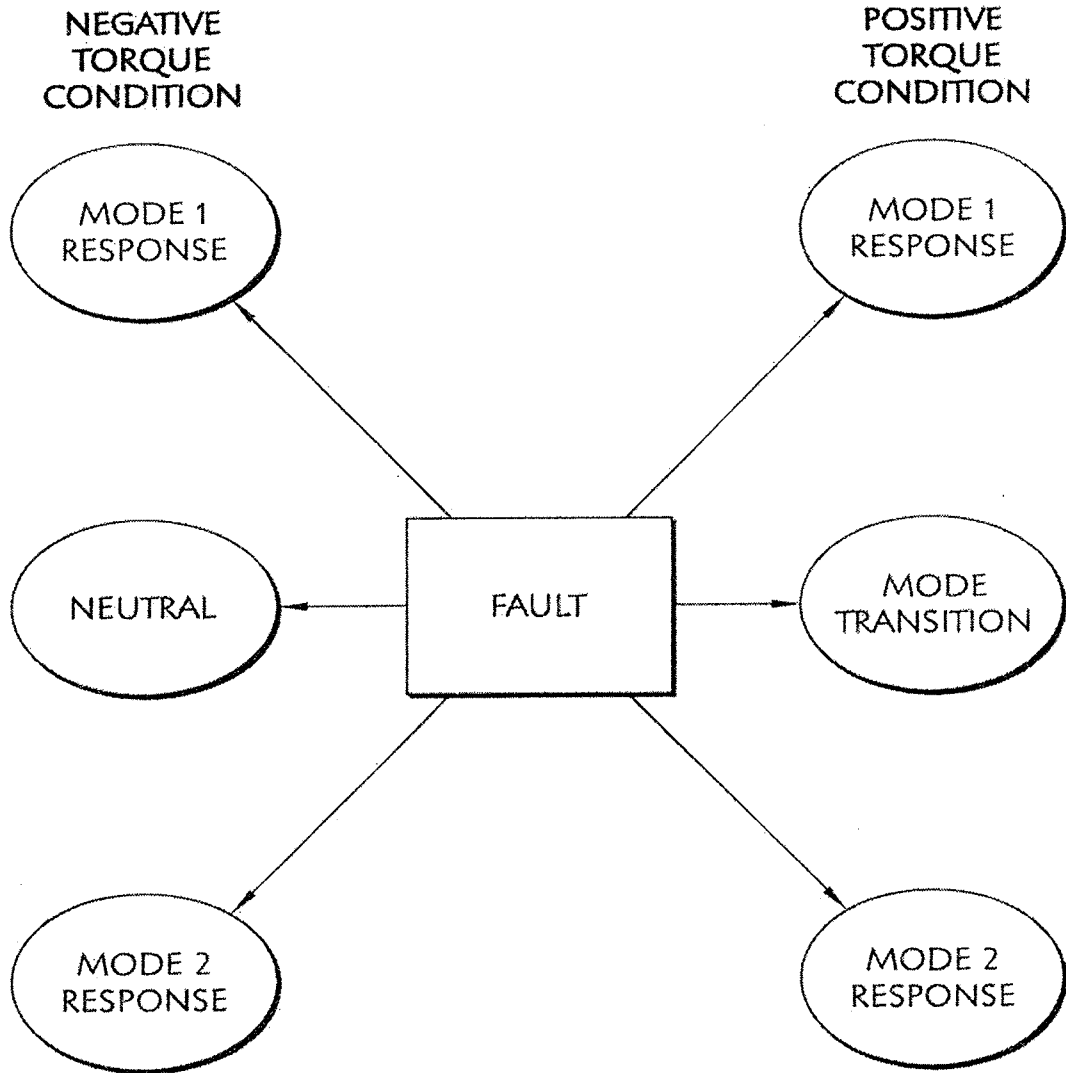 NEGATIVE
TORQUE
CONDITION
POSITIVE
TORQUE
CONDITION
MODE 1
RESPONSE
MODE 1
RESPONSE
NEUTRAL
FAULT
MODE
TRANSITION
MODE 2
RESPONSE
MODE 2
RESPONSE